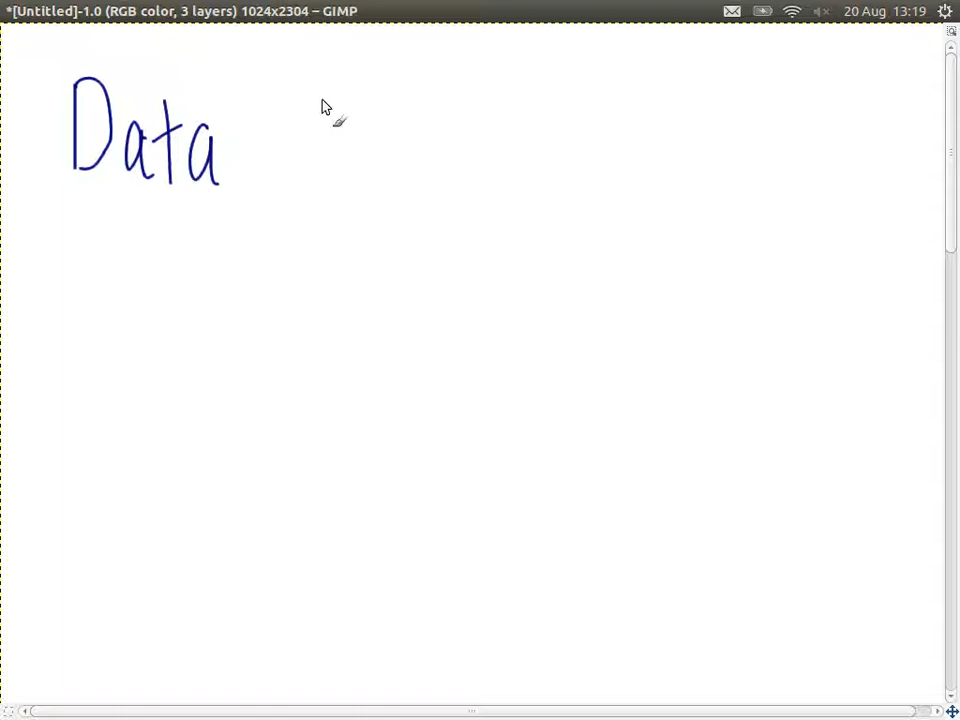 *[Untitled]-1.0 (RGB color, 3 layers) 1024x2304 – GIMP 20 Aug 13:19
Data